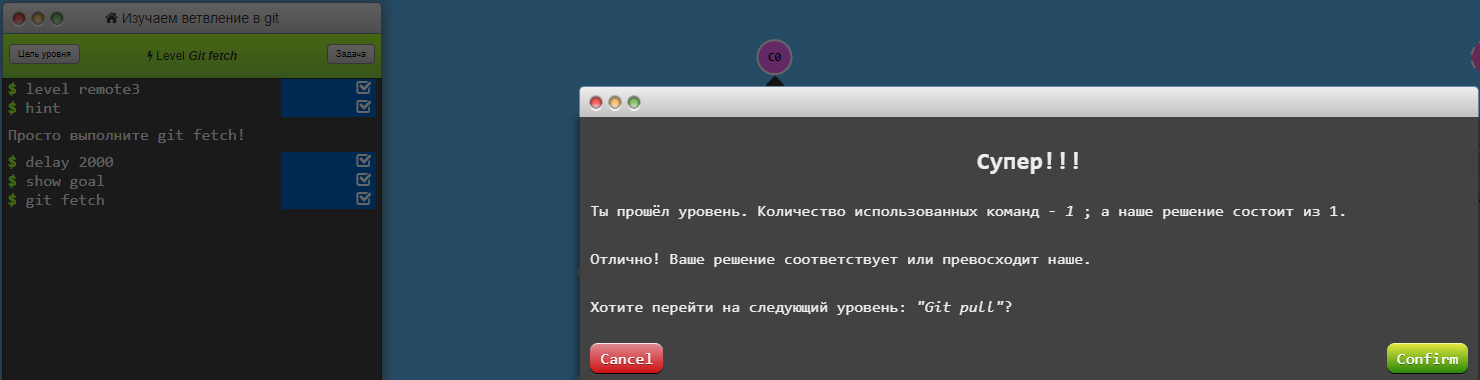 Изучаем ветвление в git
Цель уровня
Level Git fetch
Задача
$ level remote3
$ hint
Просто выполните git fetch!
$ delay 2000
$ show goal
$ git fetch
C0
Супер!!!
Ты прошёл уровень. Количество использованных команд - 1 ; а наше решение состоит из 1.
Отлично! Ваше решение соответствует или превосходит наше.
Хотите перейти на следующий уровень: "Git pull"?
Cancel
Confirm